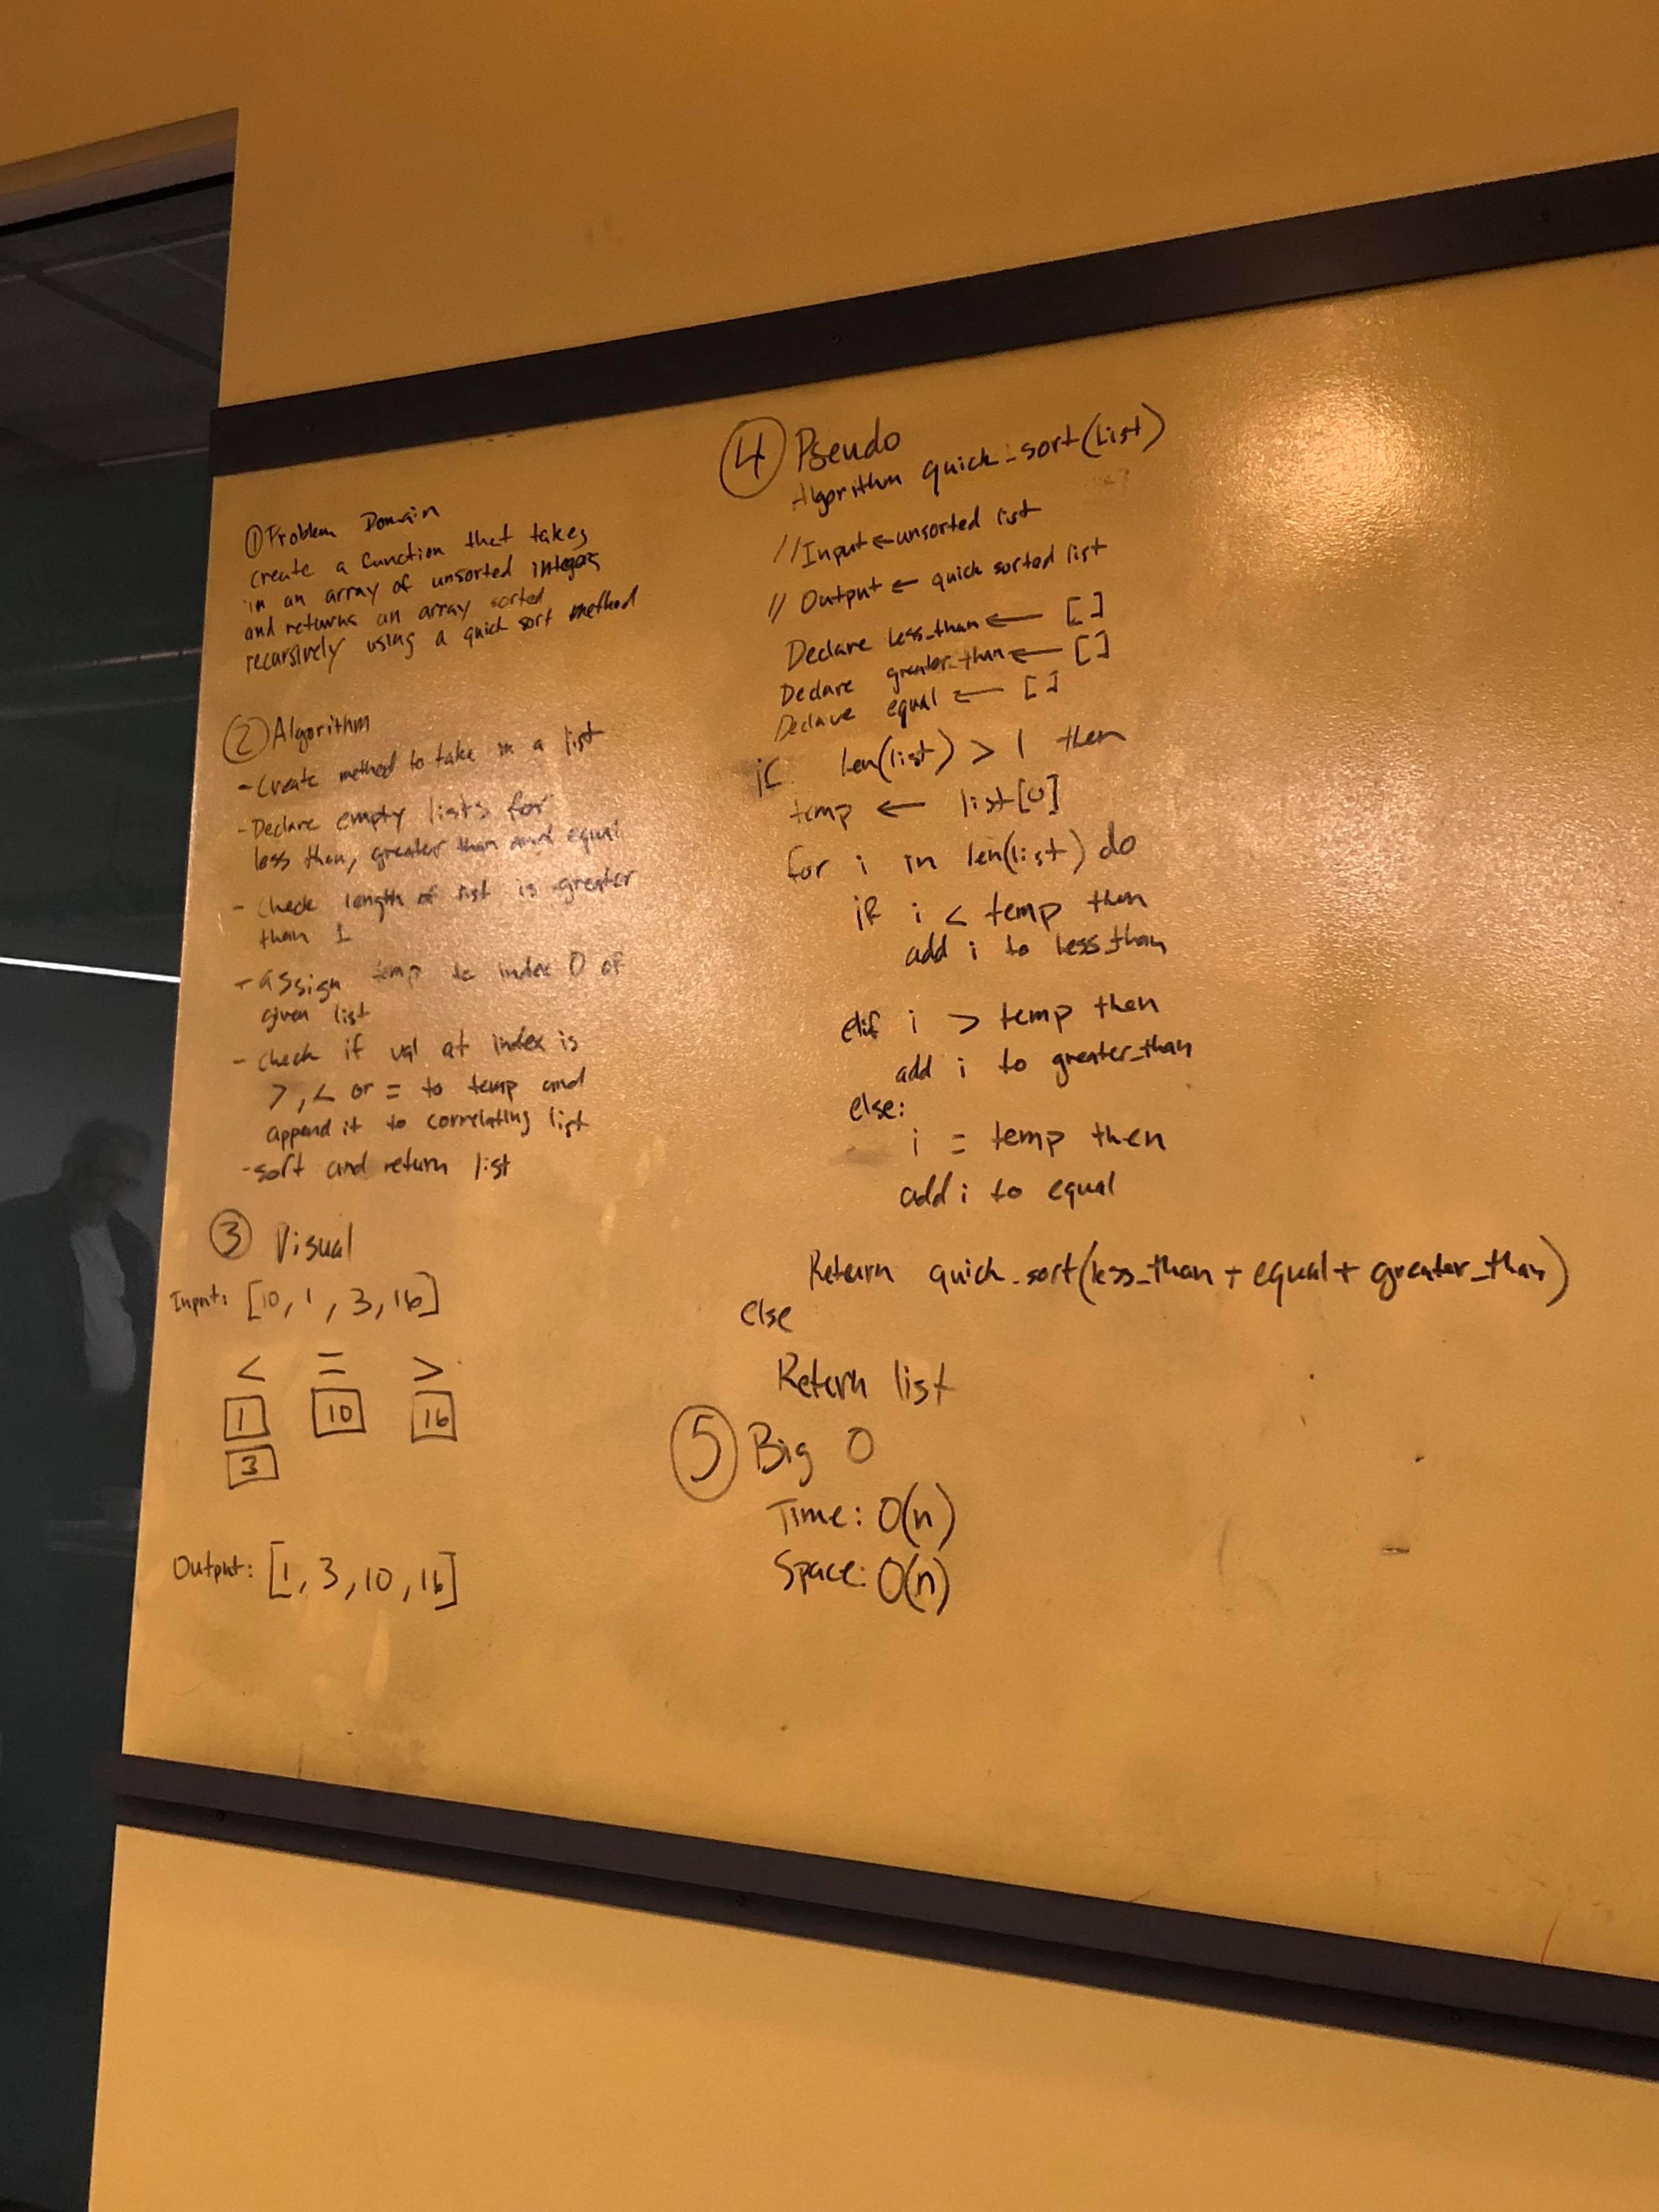 ① Problem Domain
create a function that takes
in an array of unsorted integers
and returns an array sorted
recursively using a quick sort method
② Algorithm
- Create method to take in a list
- Declare empty lists for
less than, greater than and equal
- check length of list is greater
than 1
- assign temp to index 0 of
given list
- check if val at index is
>, < or = to temp and
append it to correlating list
- sort and return list
③ Visual
Input: [10, 1, 3, 16]
< = >
1 10 16
3
Output: [1, 3, 10, 16]
④ Pseudo
Algorithm quick_sort(list)
// Input ← unsorted list
// Output ← quick sorted list
Declare less_than ← []
Declare greater_than ← []
Declare equal ← []
if len(list) > 1 then
temp ← list[0]
for i in len(list) do
if i < temp then
add i to less_than
elif i > temp then
add i to greater_than
else:
i = temp then
add i to equal
Return quick_sort(less_than + equal + greater_than)
else
Return list
⑤ Big O
Time: O(n)
Space: O(n)